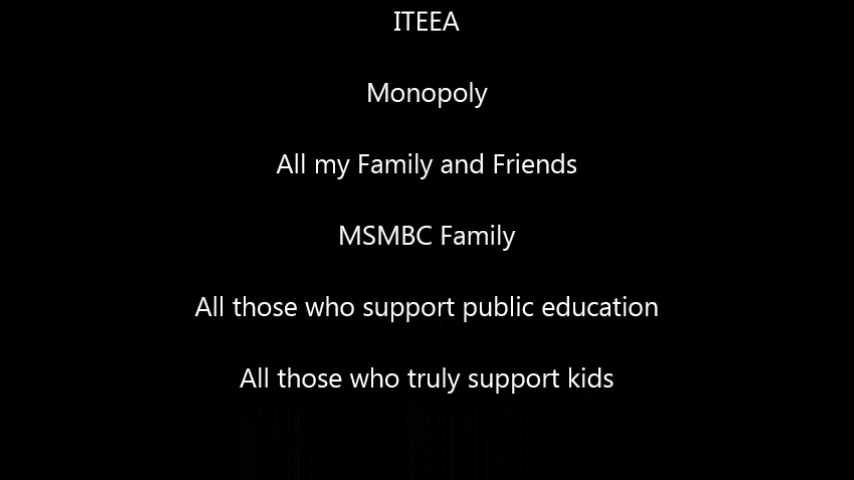 ITEEA
Monopoly
All my Family and Friends
MSMBC Family
All those who support public education
All those who truly support kids